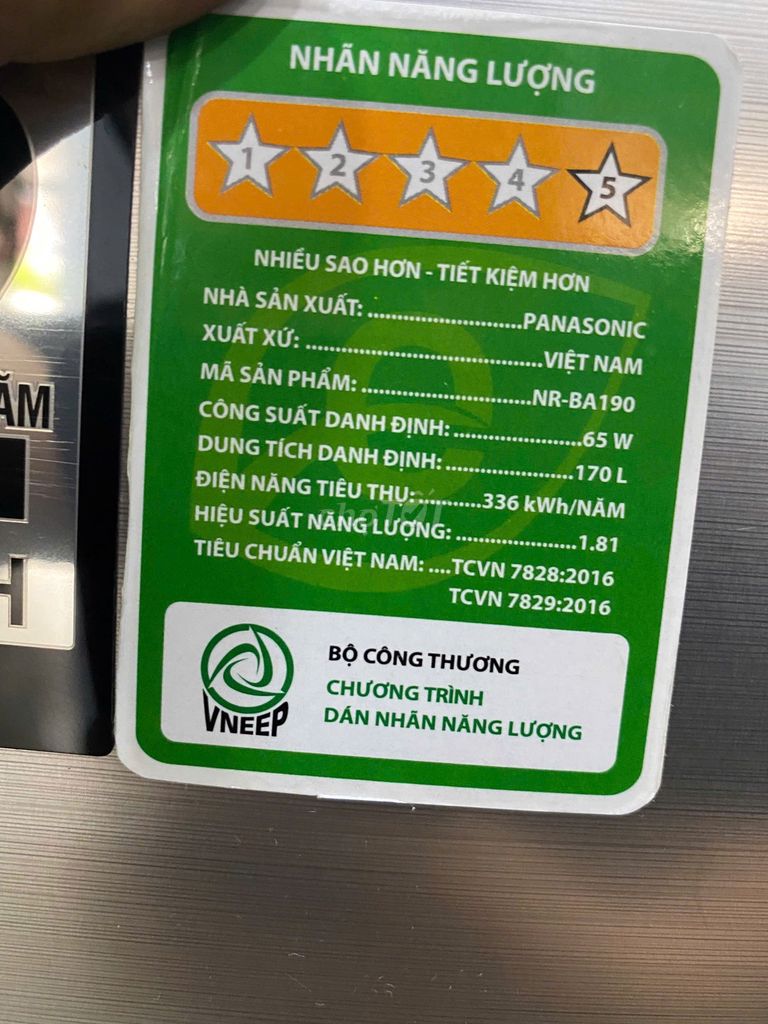 NHÃN NĂNG LƯỢNG
1 2 3 4 5
NHIỀU SAO HƠN - TIẾT KIỆM HƠN
NHÀ SẢN XUẤT: ..........................PANASONIC
XUẤT XỨ: ........................................VIỆT NAM
MÃ SẢN PHẨM: .............................NR-BA190
CÔNG SUẤT DANH ĐỊNH: ......................65 W
DUNG TÍCH DANH ĐỊNH: ......................170 L
ĐIỆN NĂNG TIÊU THỤ: ............336 kWh/NĂM
HIỆU SUẤT NĂNG LƯỢNG: .....................1.81
TIÊU CHUẨN VIỆT NAM: ....TCVN 7828:2016
TCVN 7829:2016
BỘ CÔNG THƯƠNG
CHƯƠNG TRÌNH
DÁN NHÃN NĂNG LƯỢNG
VNEEP
ĂM
H
chợTỐT